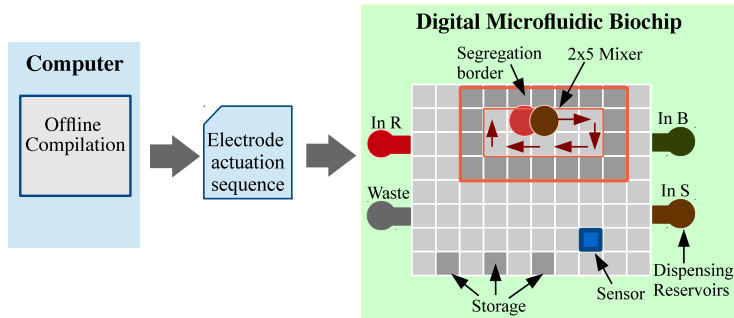 Computer
Offline
Compilation
Electrode
actuation
sequence
Digital Microfluidic Biochip
Segregation
border
2x5 Mixer
In R
In B
Waste
In S
Dispensing
Reservoirs
Sensor
Storage